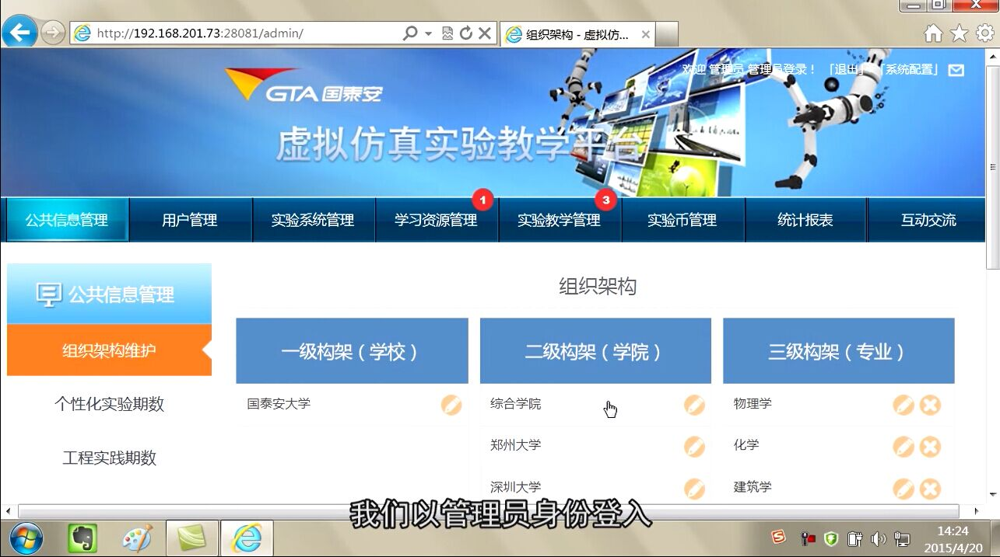 http://192.168.201.73:28081/admin/
组织架构 - 虚拟仿...
欢迎 管理员 管理员登录！ 「退出」 「系统配置」
GTA 国泰安
虚拟仿真实验教学平台
1
3
公共信息管理 用户管理 实验系统管理 学习资源管理 实验教学管理 实验币管理 统计报表 互动交流
公共信息管理
组织架构维护
个性化实验期数
工程实践期数
组织架构
一级构架（学校） 二级构架（学院） 三级构架（专业）
国泰安大学 综合学院 物理学
郑州大学 化学
深圳大学 建筑学
我们以管理员身份登入
14:24
2015/4/20